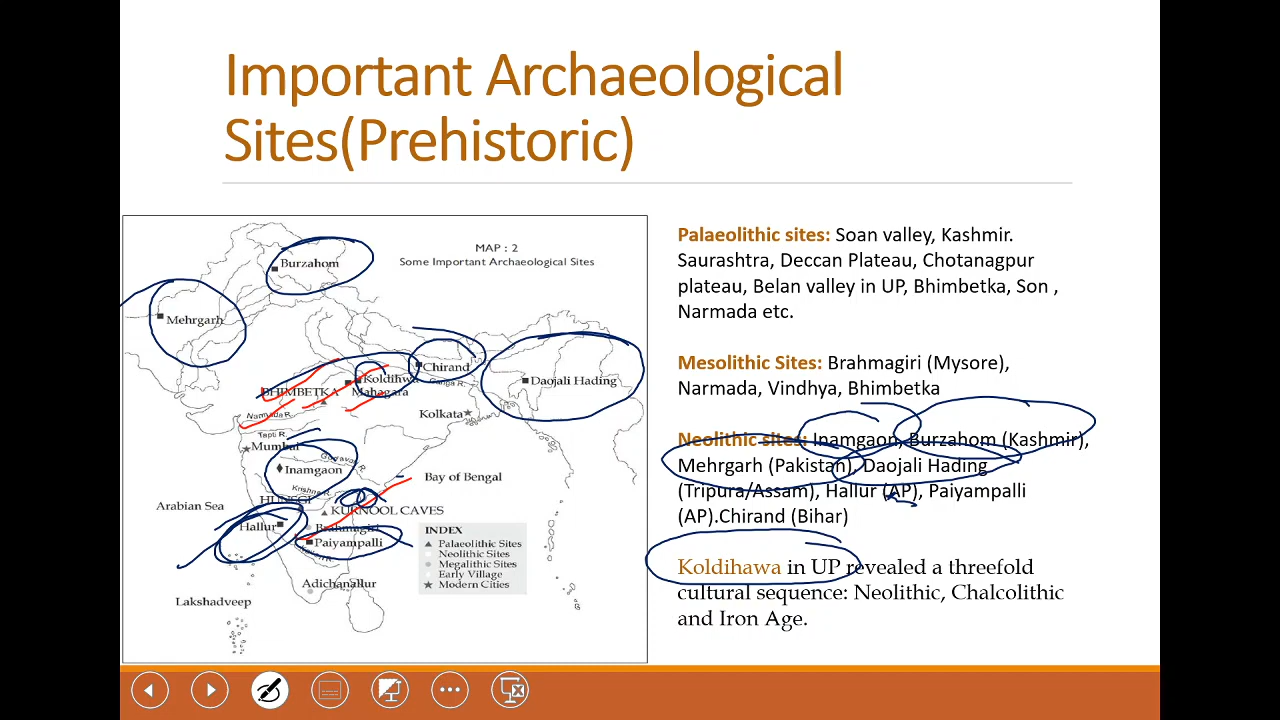 Important Archaeological
Sites(Prehistoric)
MAP : 2
Some Important Archaeological Sites
Burzahom
Mehrgarh
Chirand
Ganga R.
Koldihwa
Daojali Hading
BHIMBETKA
Mahagara
Narmada R.
Kolkata
Tapti R.
Mumbai
Godavari R.
Inamgaon
Bay of Bengal
Krishna R.
Arabian Sea
HUNSGI
KURNOOL CAVES
Hallur
Brahmagiri
Paiyampalli
Adichanallur
Lakshadveep
INDEX
Palaeolithic Sites
Neolithic Sites
Megalithic Sites
Early Village
Modern Cities
Palaeolithic sites: Soan valley, Kashmir.
Saurashtra, Deccan Plateau, Chotanagpur
plateau, Belan valley in UP, Bhimbetka, Son ,
Narmada etc.
Mesolithic Sites: Brahmagiri (Mysore),
Narmada, Vindhya, Bhimbetka
Neolithic sites: Inamgaon, Burzahom (Kashmir),
Mehrgarh (Pakistan), Daojali Hading
(Tripura/Assam), Hallur (AP), Paiyampalli
(AP).Chirand (Bihar)
Koldihawa in UP revealed a threefold
cultural sequence: Neolithic, Chalcolithic
and Iron Age.